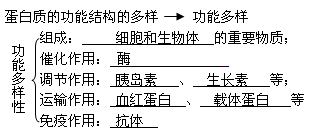 蛋白质的功能结构的多样 → 功能多样
功能多样性
组成：细胞和生物体的重要物质；
催化作用：酶
调节作用：胰岛素、生长素等；
运输作用：血红蛋白、载体蛋白等
免疫作用：抗体